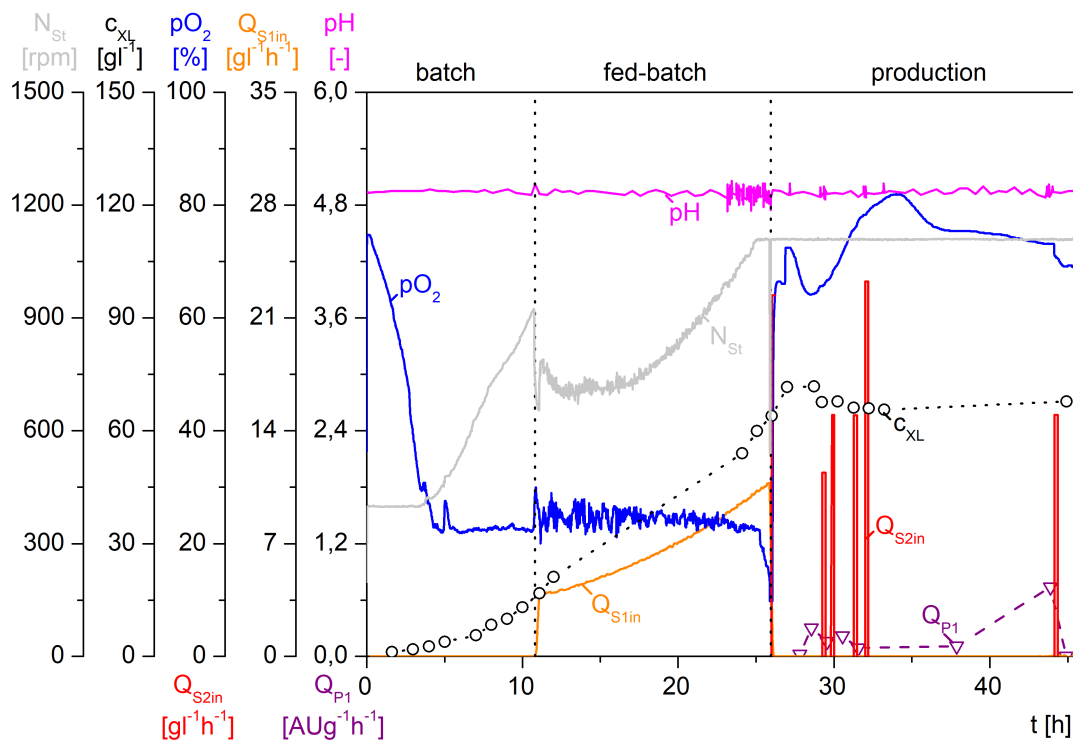 N_St c_XL pO_2 Q_S1in pH
[rpm] [gl^-1] [%] [gl^-1h^-1] [-]
batch fed-batch production
1500 150 100 35 6,0
1200 120 80 28 4,8
pH
pO_2
900 90 60 21 3,6
N_St
600 60 40 14 2,4
c_XL
300 30 20 7 1,2
Q_S2in
Q_S1in
Q_P1
0 0 0 0 0,0
0 10 20 30 40
Q_S2in Q_P1
[gl^-1h^-1] [AUg^-1h^-1] t [h]